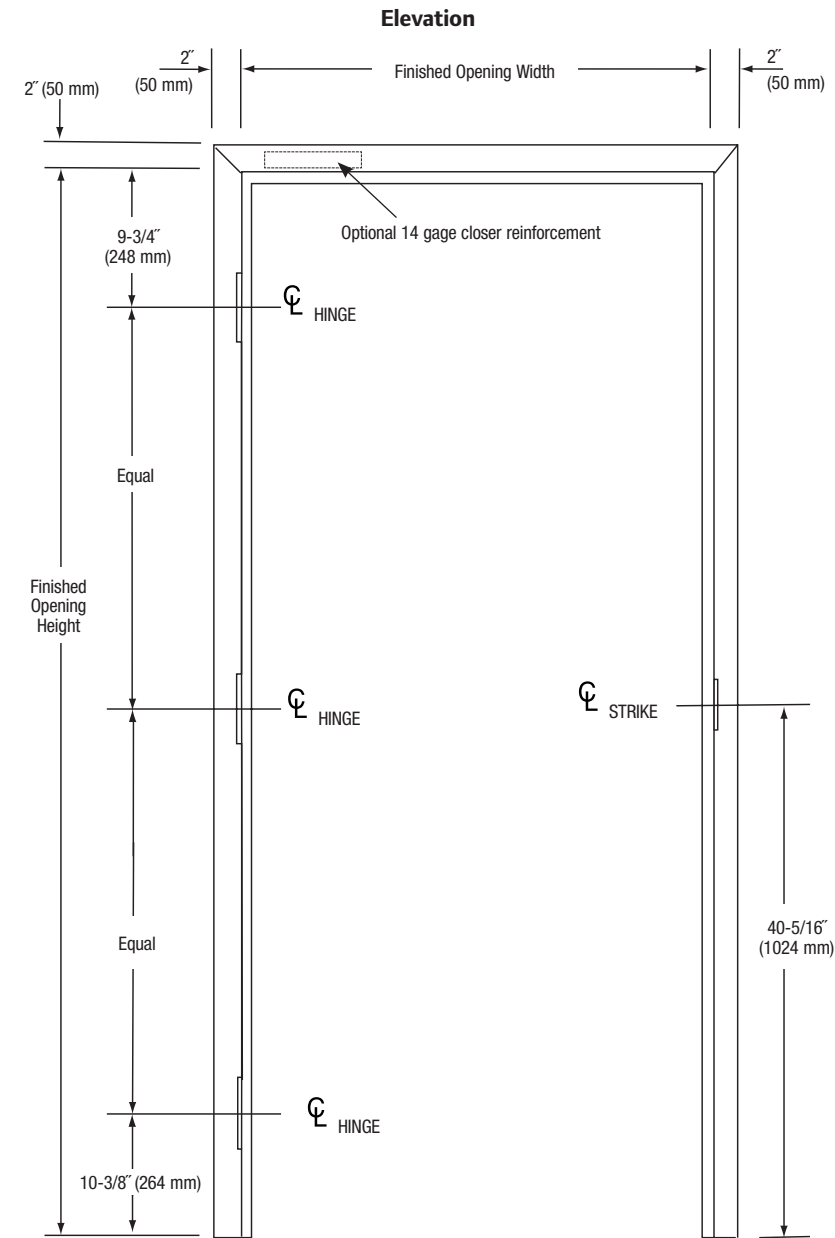 Elevation
2˝
(50 mm)
Finished Opening Width
2˝
(50 mm)
2˝ (50 mm)
9-3/4˝
(248 mm)
Optional 14 gage closer reinforcement
℄ HINGE
Equal
Finished
Opening
Height
℄ HINGE
℄ STRIKE
Equal
40-5/16˝
(1024 mm)
℄ HINGE
10-3/8˝ (264 mm)